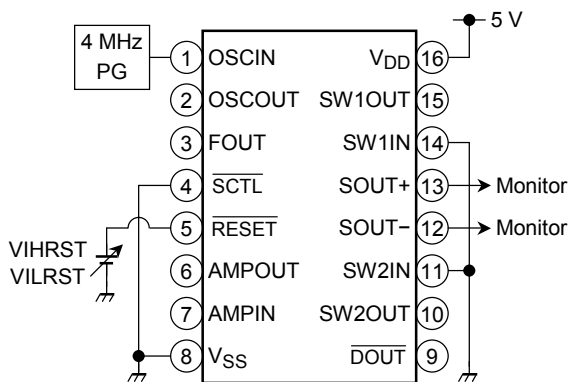 5 V
4 MHz
PG
1 OSCIN
2 OSCOUT
3 FOUT
4 SCTL
5 RESET
6 AMPOUT
7 AMPIN
8 VSS
VDD 16
SW1OUT 15
SW1IN 14
SOUT+ 13 Monitor
SOUT− 12 Monitor
SW2IN 11
SW2OUT 10
DOUT 9
VIHRST
VILRST